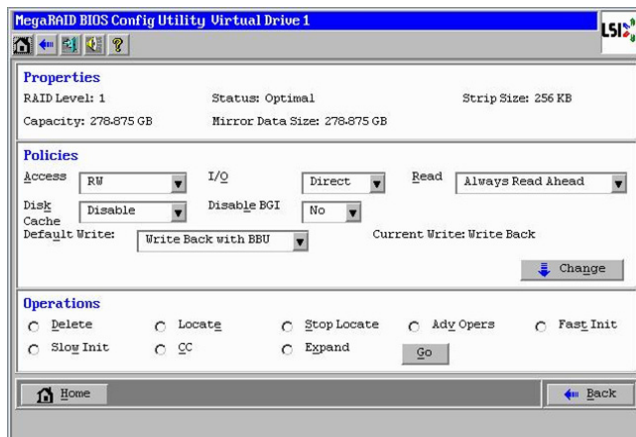 MegaRAID BIOS Config Utility Virtual Drive 1
LSI
?
Properties
RAID Level: 1 Status: Optimal Strip Size: 256 KB
Capacity: 278.875 GB Mirror Data Size: 278.875 GB
Policies
Access RW I/O Direct Read Always Read Ahead
Disk Cache Disable Disable BGI No
Default Write: Write Back with BBU Current Write: Write Back
Change
Operations
Delete Locate Stop Locate Adv Opers Fast Init
Slow Init CC Expand Go
Home Back